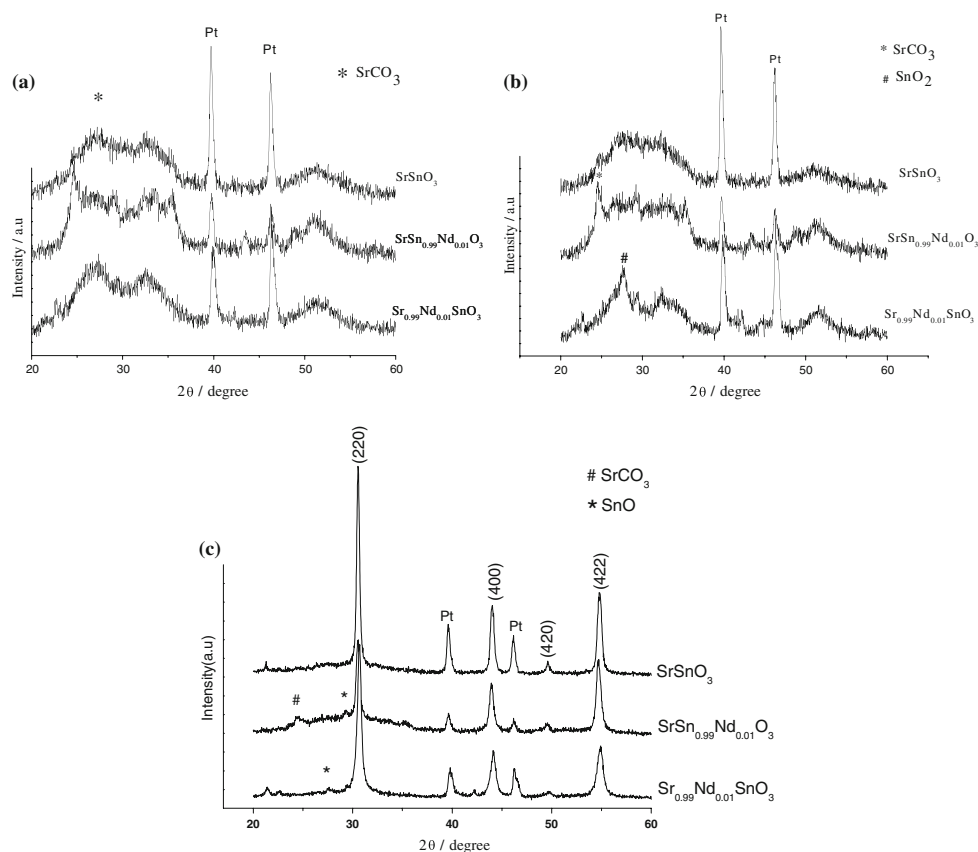 (a)
Pt
Pt
* SrCO3
*
SrSnO3
SrSn0.99Nd0.01O3
Sr0.99Nd0.01SnO3
Intensity / a.u
20 30 40 50 60
2θ / degree
(b)
Pt
Pt
* SrCO3
# SnO2
SrSnO3
SrSn0.99Nd0.01O3
#
Sr0.99Nd0.01SnO3
Intensity / a.u
20 30 40 50 60
2θ / degree
(c)
(220)
# SrCO3
* SnO
Pt
(400)
Pt
(420)
(422)
SrSnO3
#
*
SrSn0.99Nd0.01O3
*
Sr0.99Nd0.01SnO3
Intensity(a.u)
20 30 40 50 60
2θ / degree